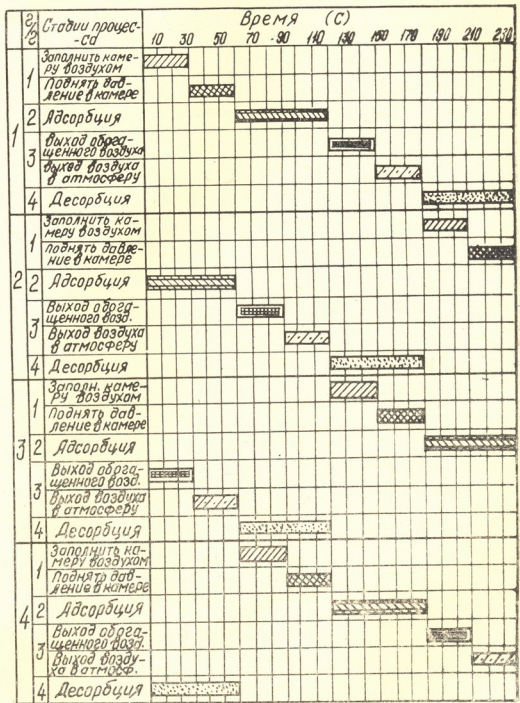 Стадии процес-
-са
Время (с)
10 30 50 70 90 110 130 150 170 190 210 230
1
1
Заполнить каме-
ру воздухом
Поднять дав-
ление в камере
2 Адсорбция
3
Выход обога-
щенного воздуха
Выход воздуха
в атмосферу
4 Десорбция
2
1
Заполнить ка-
меру воздухом
Поднять давле-
ние в камере
2 Адсорбция
3
Выход обога-
щенного возд.
Выход воздуха
в атмосферу
4 Десорбция
3
1
Заполн. каме-
ру воздухом
Поднять дав-
ление в камере
2 Адсорбция
3
Выход обога-
щенного возд.
Выход воздуха
в атмосферу
4 Десорбция
4
1
Заполнить ка-
меру воздухом
Поднять дав-
ление в камере
2 Адсорбция
3
Выход обога-
щенного возд.
Выход возду-
ха в атмосф.
4 Десорбция